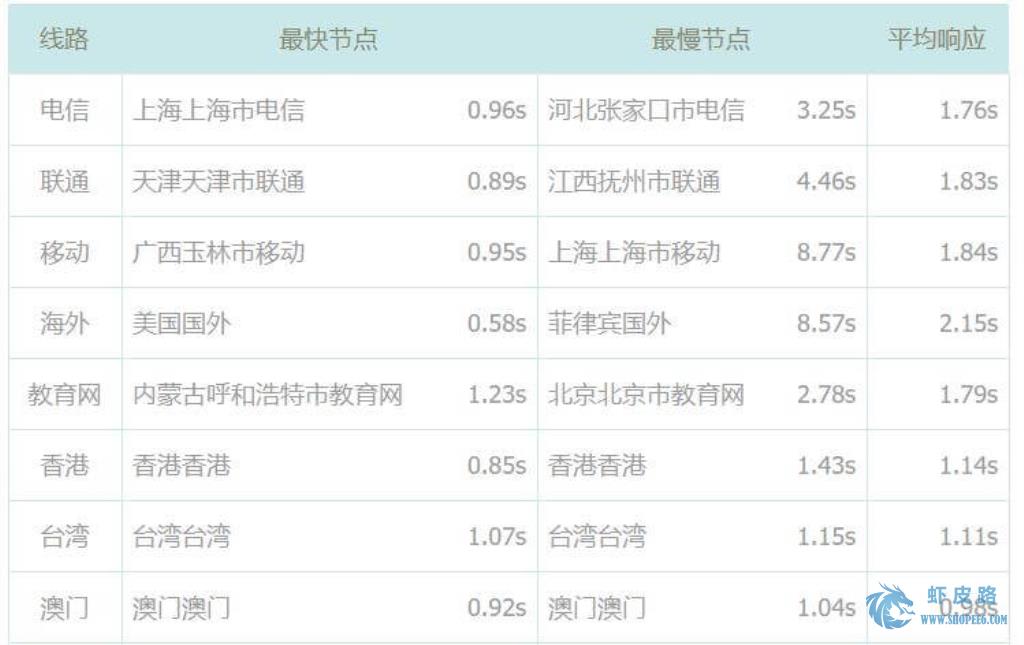 线路 最快节点 最慢节点 平均响应
电信 上海上海市电信 0.96s 河北张家口市电信 3.25s 1.76s
联通 天津天津市联通 0.89s 江西抚州市联通 4.46s 1.83s
移动 广西玉林市移动 0.95s 上海上海市移动 8.77s 1.84s
海外 美国国外 0.58s 菲律宾国外 8.57s 2.15s
教育网 内蒙古呼和浩特市教育网 1.23s 北京北京市教育网 2.78s 1.79s
香港 香港香港 0.85s 香港香港 1.43s 1.14s
台湾 台湾台湾 1.07s 台湾台湾 1.15s 1.11s
澳门 澳门澳门 0.92s 澳门澳门 1.04s 0.98s
虾皮路
WWW.SHOPEE6.COM